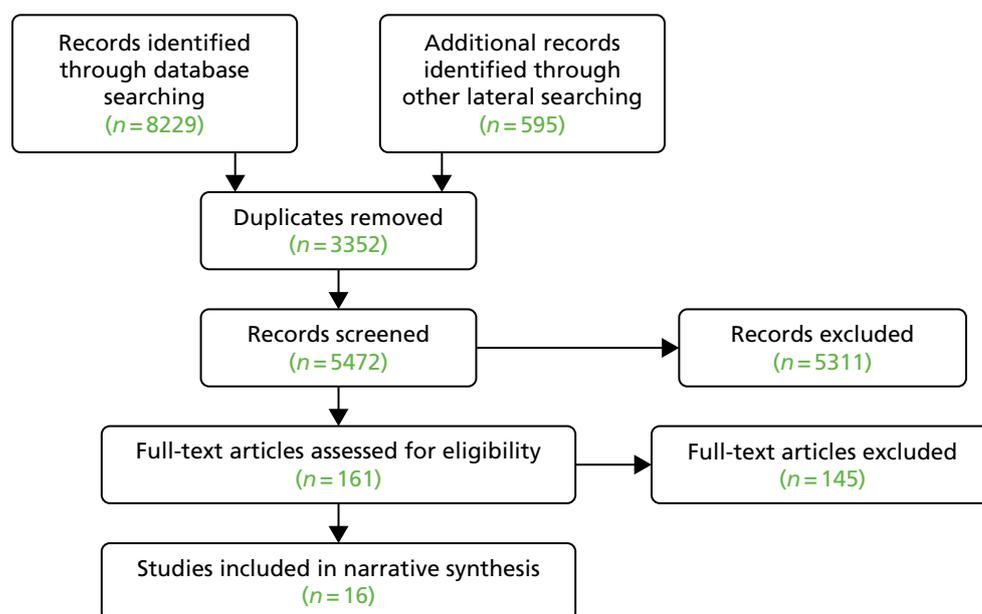 Records identified
through database
searching
(n = 8229)
Additional records
identified through
other lateral searching
(n = 595)
Duplicates removed
(n = 3352)
Records screened
(n = 5472)
Records excluded
(n = 5311)
Full-text articles assessed for eligibility
(n = 161)
Full-text articles excluded
(n = 145)
Studies included in narrative synthesis
(n = 16)